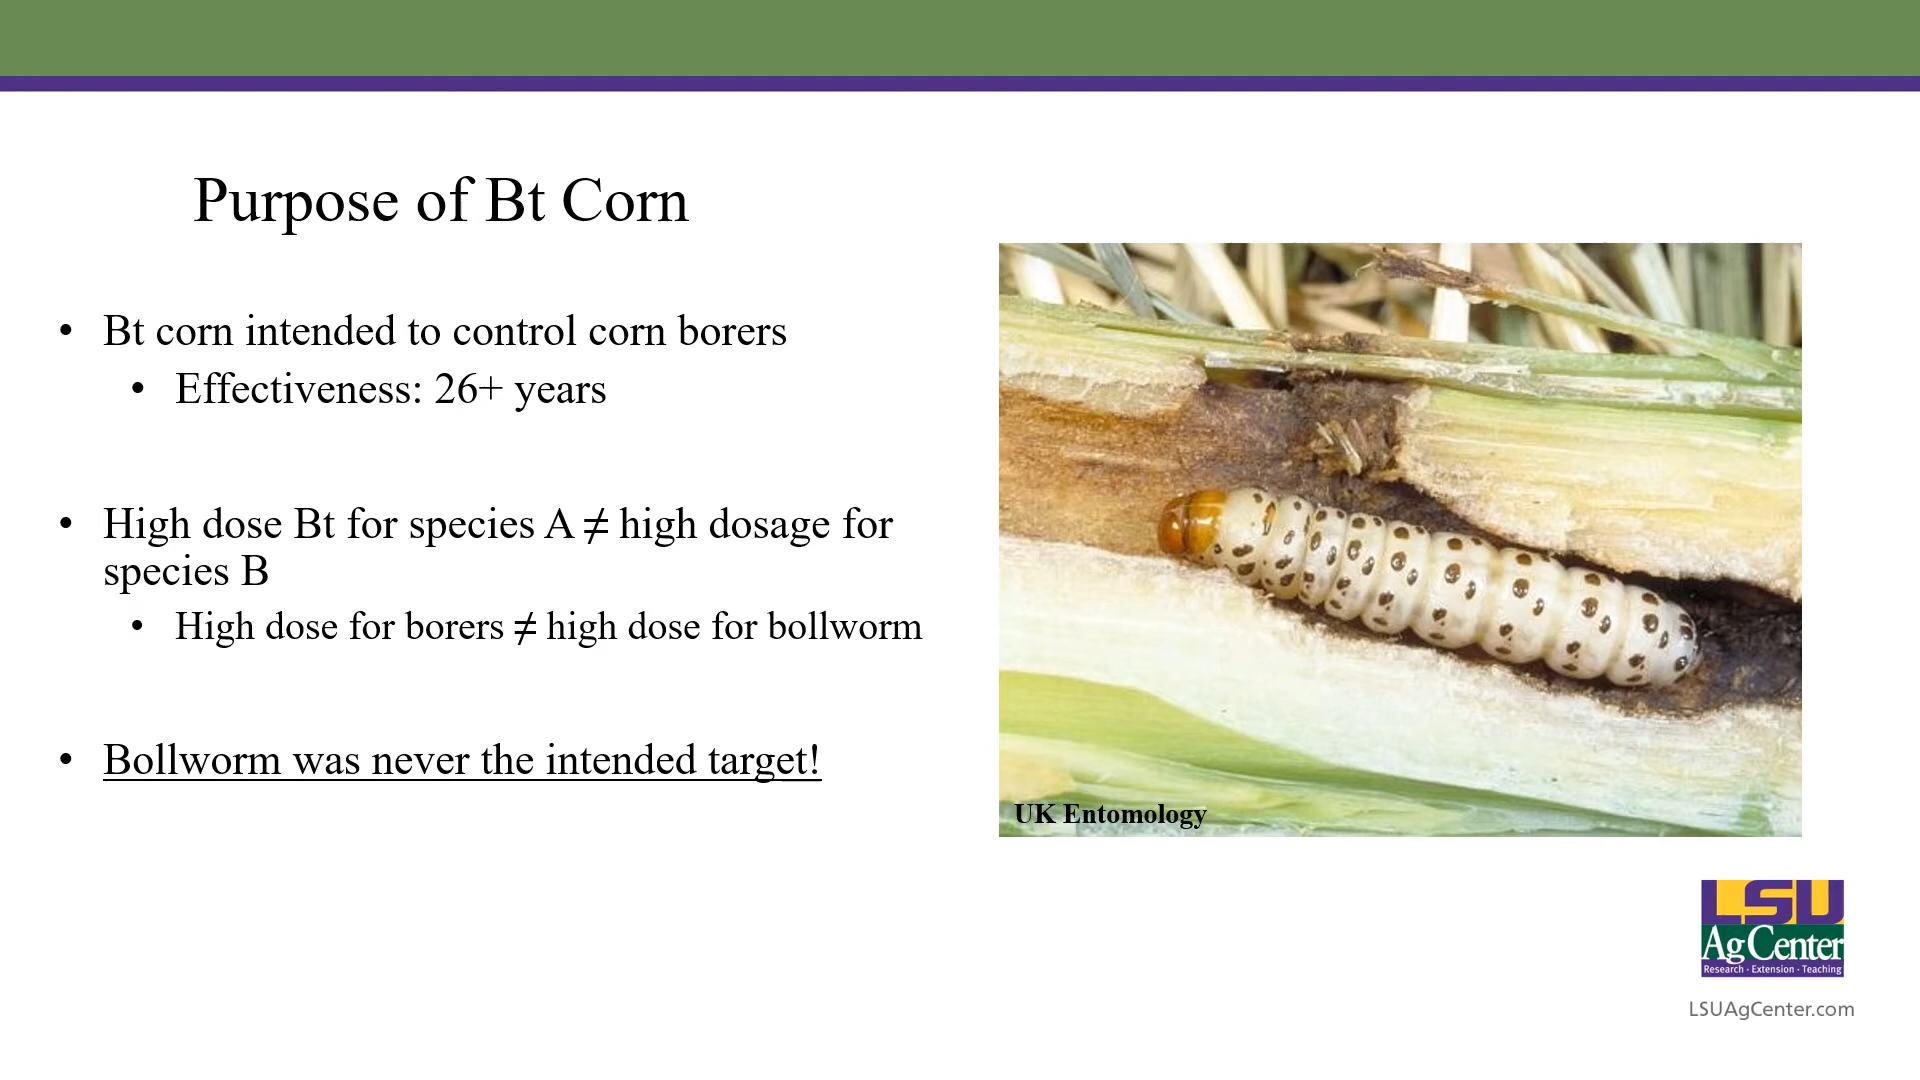 Purpose of Bt Corn
• Bt corn intended to control corn borers
• Effectiveness: 26+ years
• High dose Bt for species A ≠ high dosage for
species B
• High dose for borers ≠ high dose for bollworm
• Bollworm was never the intended target!
UK Entomology
LSU
AgCenter
Research · Extension · Teaching
LSUAgCenter.com